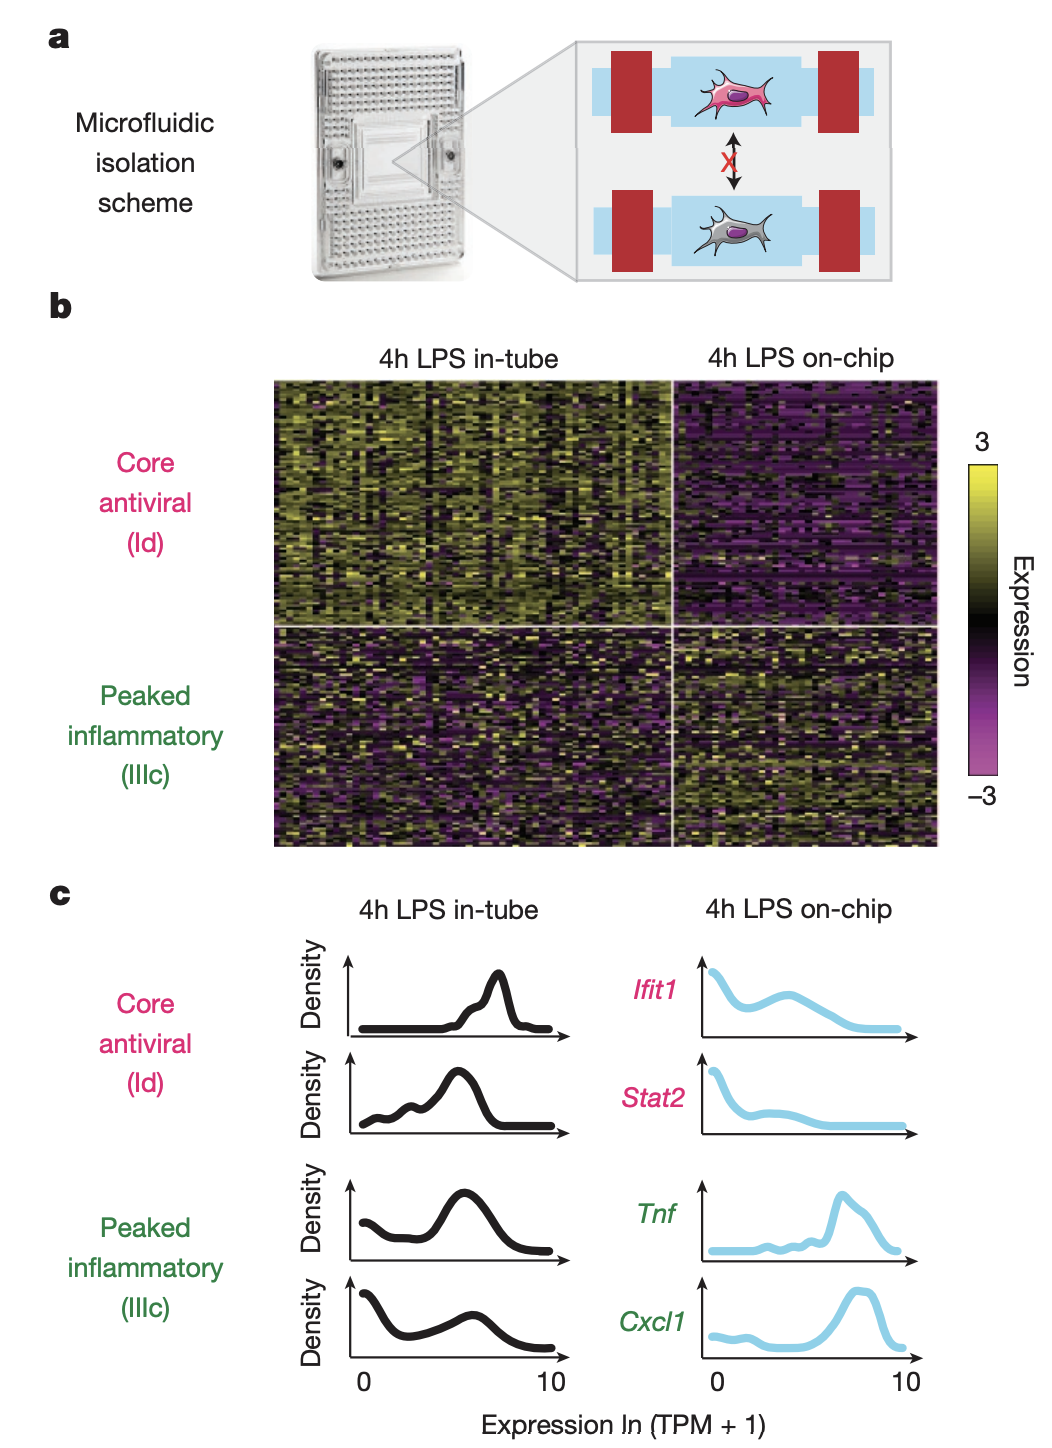 a
Microfluidic
isolation
scheme
X
b
4h LPS in-tube
4h LPS on-chip
Core
antiviral
(Id)
Peaked
inflammatory
(IIIc)
3
Expression
–3
c
4h LPS in-tube
4h LPS on-chip
Core
antiviral
(Id)
Density
Ifit1
Density
Stat2
Peaked
inflammatory
(IIIc)
Density
Tnf
Density
Cxcl1
0
10
0
10
Expression ln (TPM + 1)